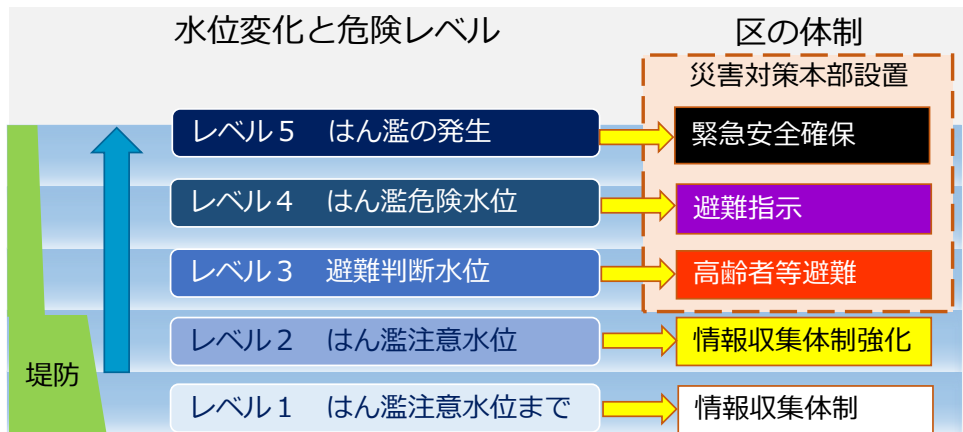 水位変化と危険レベル
区の体制
災害対策本部設置
レベル5 はん濫の発生
緊急安全確保
レベル4 はん濫危険水位
避難指示
レベル3 避難判断水位
高齢者等避難
レベル2 はん濫注意水位
情報収集体制強化
堤防
レベル1 はん濫注意水位まで
情報収集体制